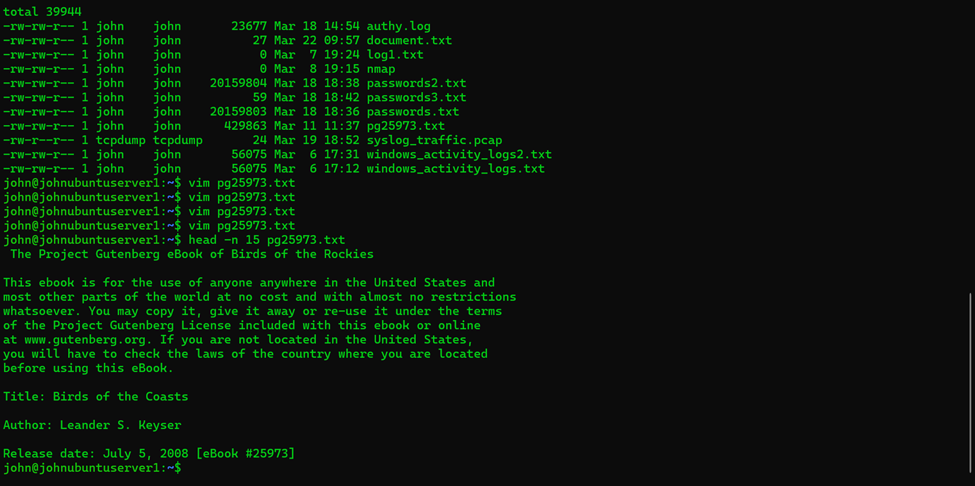 total 39944
-rw-rw-r-- 1 john    john       23677 Mar 18 14:54 authy.log
-rw-rw-r-- 1 john    john          27 Mar 22 09:57 document.txt
-rw-rw-r-- 1 john    john           0 Mar  7 19:24 log1.txt
-rw-rw-r-- 1 john    john           0 Mar  8 19:15 nmap
-rw-rw-r-- 1 john    john    20159804 Mar 18 18:38 passwords2.txt
-rw-rw-r-- 1 john    john          59 Mar 18 18:42 passwords3.txt
-rw-rw-r-- 1 john    john    20159803 Mar 18 18:36 passwords.txt
-rw-rw-r-- 1 john    john      429863 Mar 11 11:37 pg25973.txt
-rw-r--r-- 1 tcpdump tcpdump       24 Mar 19 18:52 syslog_traffic.pcap
-rw-rw-r-- 1 john    john       56075 Mar  6 17:31 windows_activity_logs2.txt
-rw-rw-r-- 1 john    john       56075 Mar  6 17:12 windows_activity_logs.txt
john@johnubuntuserver1:~$ vim pg25973.txt
john@johnubuntuserver1:~$ vim pg25973.txt
john@johnubuntuserver1:~$ vim pg25973.txt
john@johnubuntuserver1:~$ vim pg25973.txt
john@johnubuntuserver1:~$ head -n 15 pg25973.txt
 The Project Gutenberg eBook of Birds of the Rockies

This ebook is for the use of anyone anywhere in the United States and
most other parts of the world at no cost and with almost no restrictions
whatsoever. You may copy it, give it away or re-use it under the terms
of the Project Gutenberg License included with this ebook or online
at www.gutenberg.org. If you are not located in the United States,
you will have to check the laws of the country where you are located
before using this eBook.

Title: Birds of the Coasts

Author: Leander S. Keyser

Release date: July 5, 2008 [eBook #25973]
john@johnubuntuserver1:~$